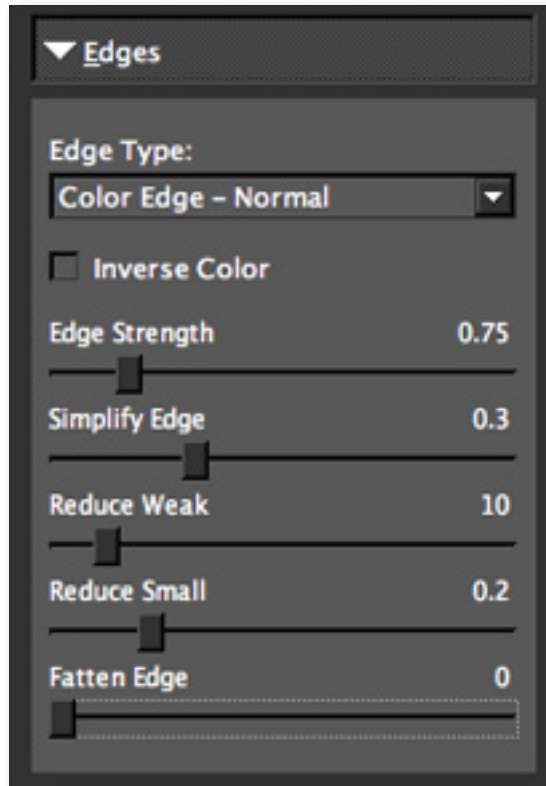 Edges
Edge Type:
Color Edge – Normal
Inverse Color
Edge Strength 0.75
Simplify Edge 0.3
Reduce Weak 10
Reduce Small 0.2
Fatten Edge 0